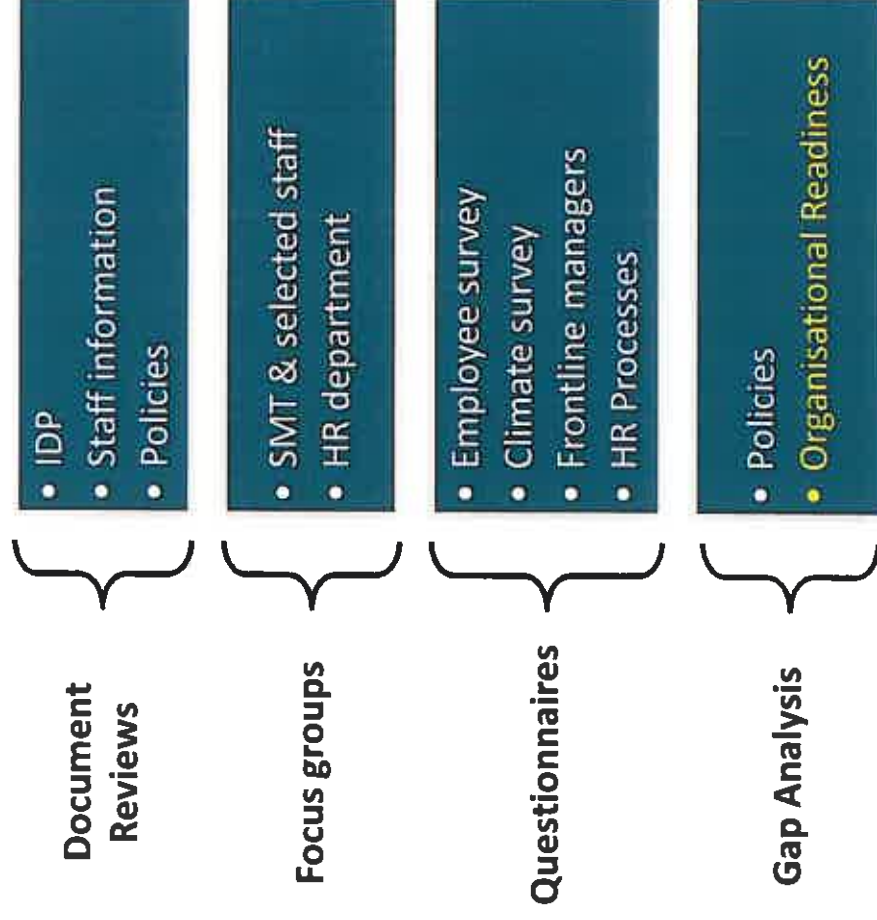 Document
Reviews
• IDP
• Staff information
• Policies
Focus groups
• SMT & selected staff
• HR department
Questionnaires
• Employee survey
• Climate survey
• Frontline managers
• HR Processes
Gap Analysis
• Policies
• Organisational Readiness